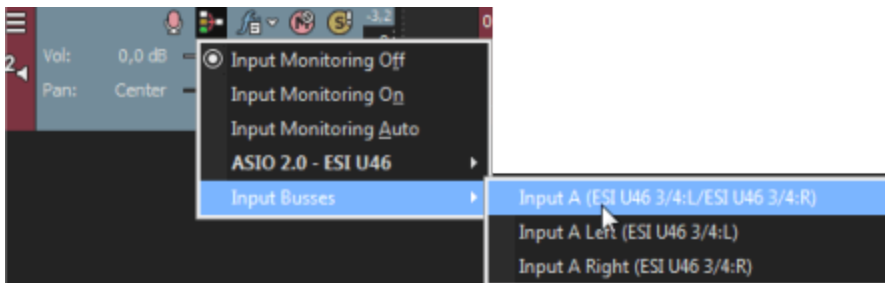 -3,2
0
2
Vol: 0,0 dB
Pan: Center
Input Monitoring Off
Input Monitoring On
Input Monitoring Auto
ASIO 2.0 - ESI U46
Input Busses
Input A (ESI U46 3/4:L/ESI U46 3/4:R)
Input A Left (ESI U46 3/4:L)
Input A Right (ESI U46 3/4:R)